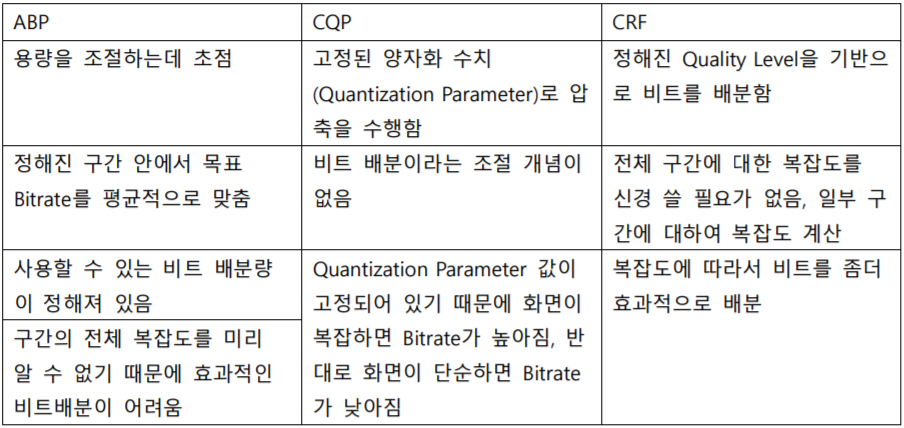 ABP
CQP
CRF
용량을 조절하는데 초점
고정된 양자화 수치
(Quantization Parameter)로 압
축을 수행함
정해진 Quality Level을 기반으
로 비트를 배분함
정해진 구간 안에서 목표
Bitrate를 평균적으로 맞춤
비트 배분이라는 조절 개념이
없음
전체 구간에 대한 복잡도를
신경 쓸 필요가 없음, 일부 구
간에 대하여 복잡도 계산
사용할 수 있는 비트 배분량
이 정해져 있음
구간의 전체 복잡도를 미리
알 수 없기 때문에 효과적인
비트배분이 어려움
Quantization Parameter 값이
고정되어 있기 때문에 화면이
복잡하면 Bitrate가 높아짐, 반
대로 화면이 단순하면 Bitrate
가 낮아짐
복잡도에 따라서 비트를 좀더
효과적으로 배분